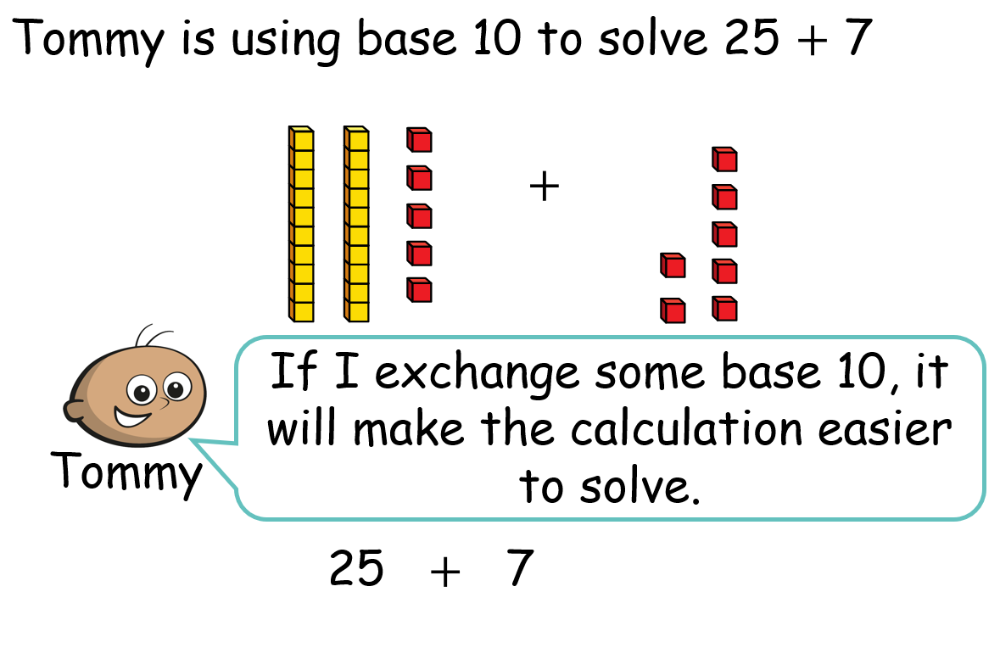 Tommy is using base 10 to solve 25 + 7
+
If I exchange some base 10, it
will make the calculation easier
to solve.
Tommy
25 + 7